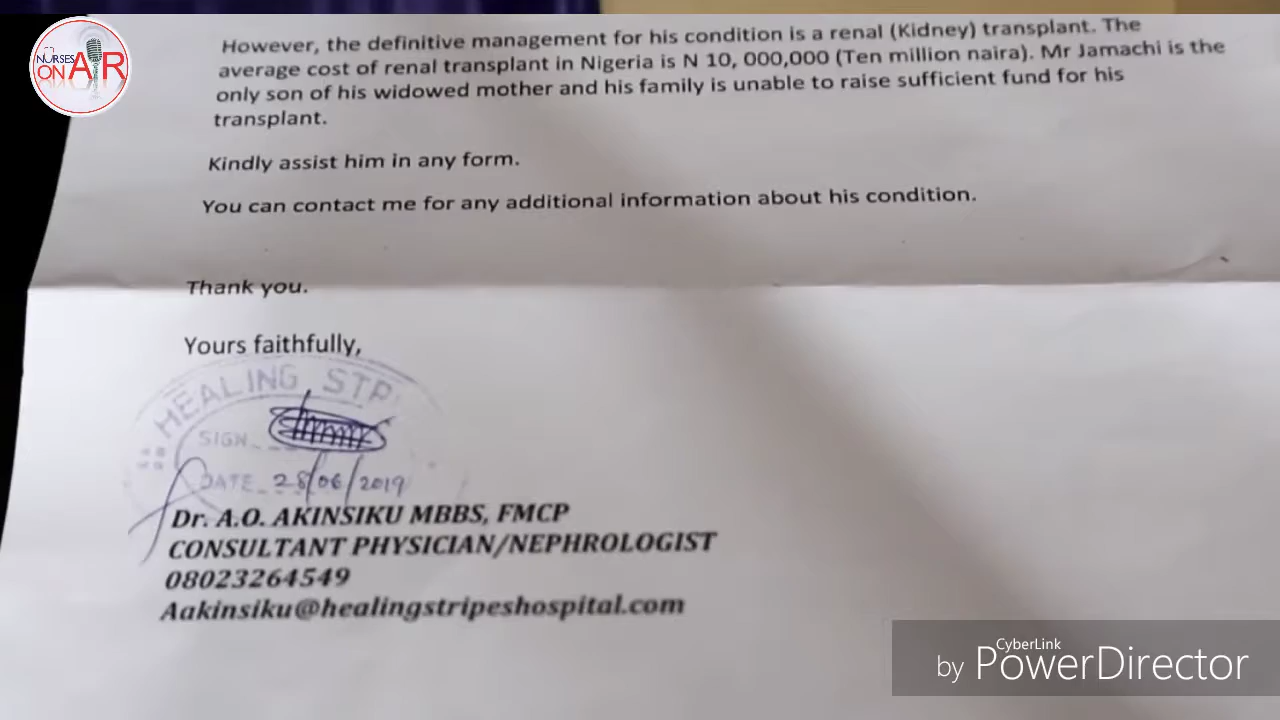 NURSES
ON AIR
However, the definitive management for his condition is a renal (Kidney) transplant. The
average cost of renal transplant in Nigeria is N 10, 000,000 (Ten million naira). Mr Jamachi is the
only son of his widowed mother and his family is unable to raise sufficient fund for his
transplant.
Kindly assist him in any form.
You can contact me for any additional information about his condition.
Thank you.
Yours faithfully,
HEALING
SIGN
DATE 28/06/2019
Dr. A.O. AKINSIKU MBBS, FMCP
CONSULTANT PHYSICIAN/NEPHROLOGIST
08023264549
Aakinsiku@healingstripeshospital.com
CyberLink
by PowerDirector